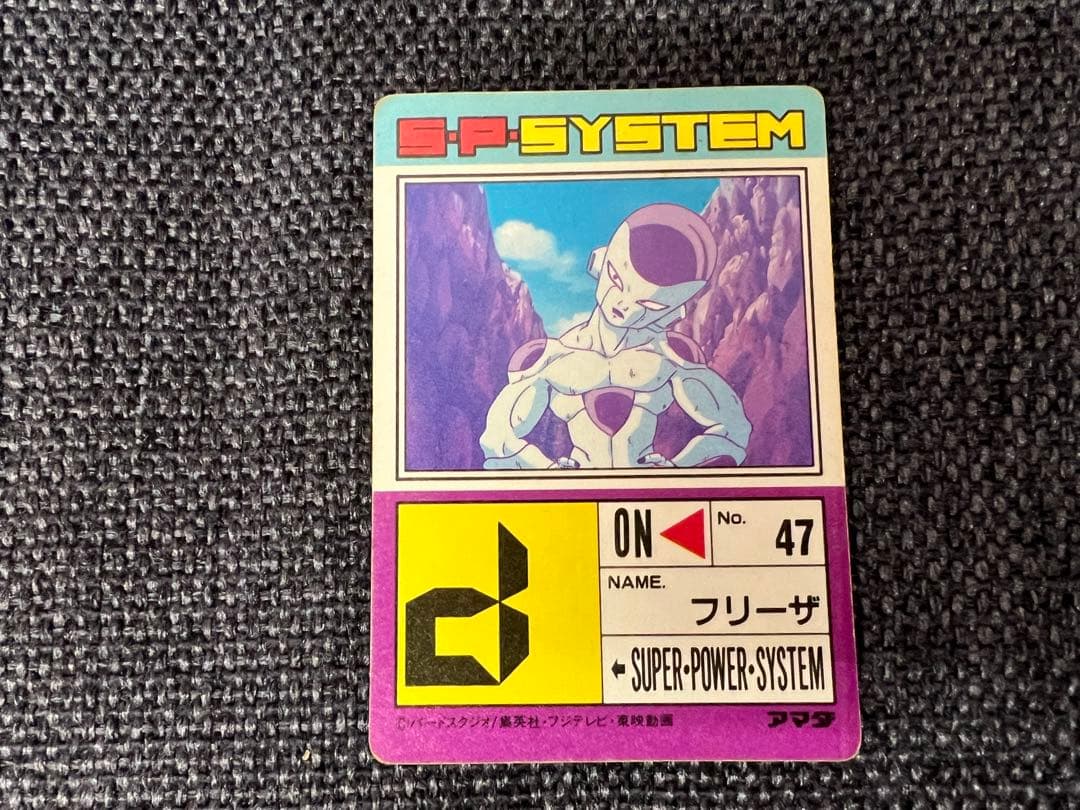 S·P·SYSTEM
ON No. 47
NAME.
フリーザ
SUPER・POWER・SYSTEM
©バードスタジオ/集英社・フジテレビ・東映動画
アマダ